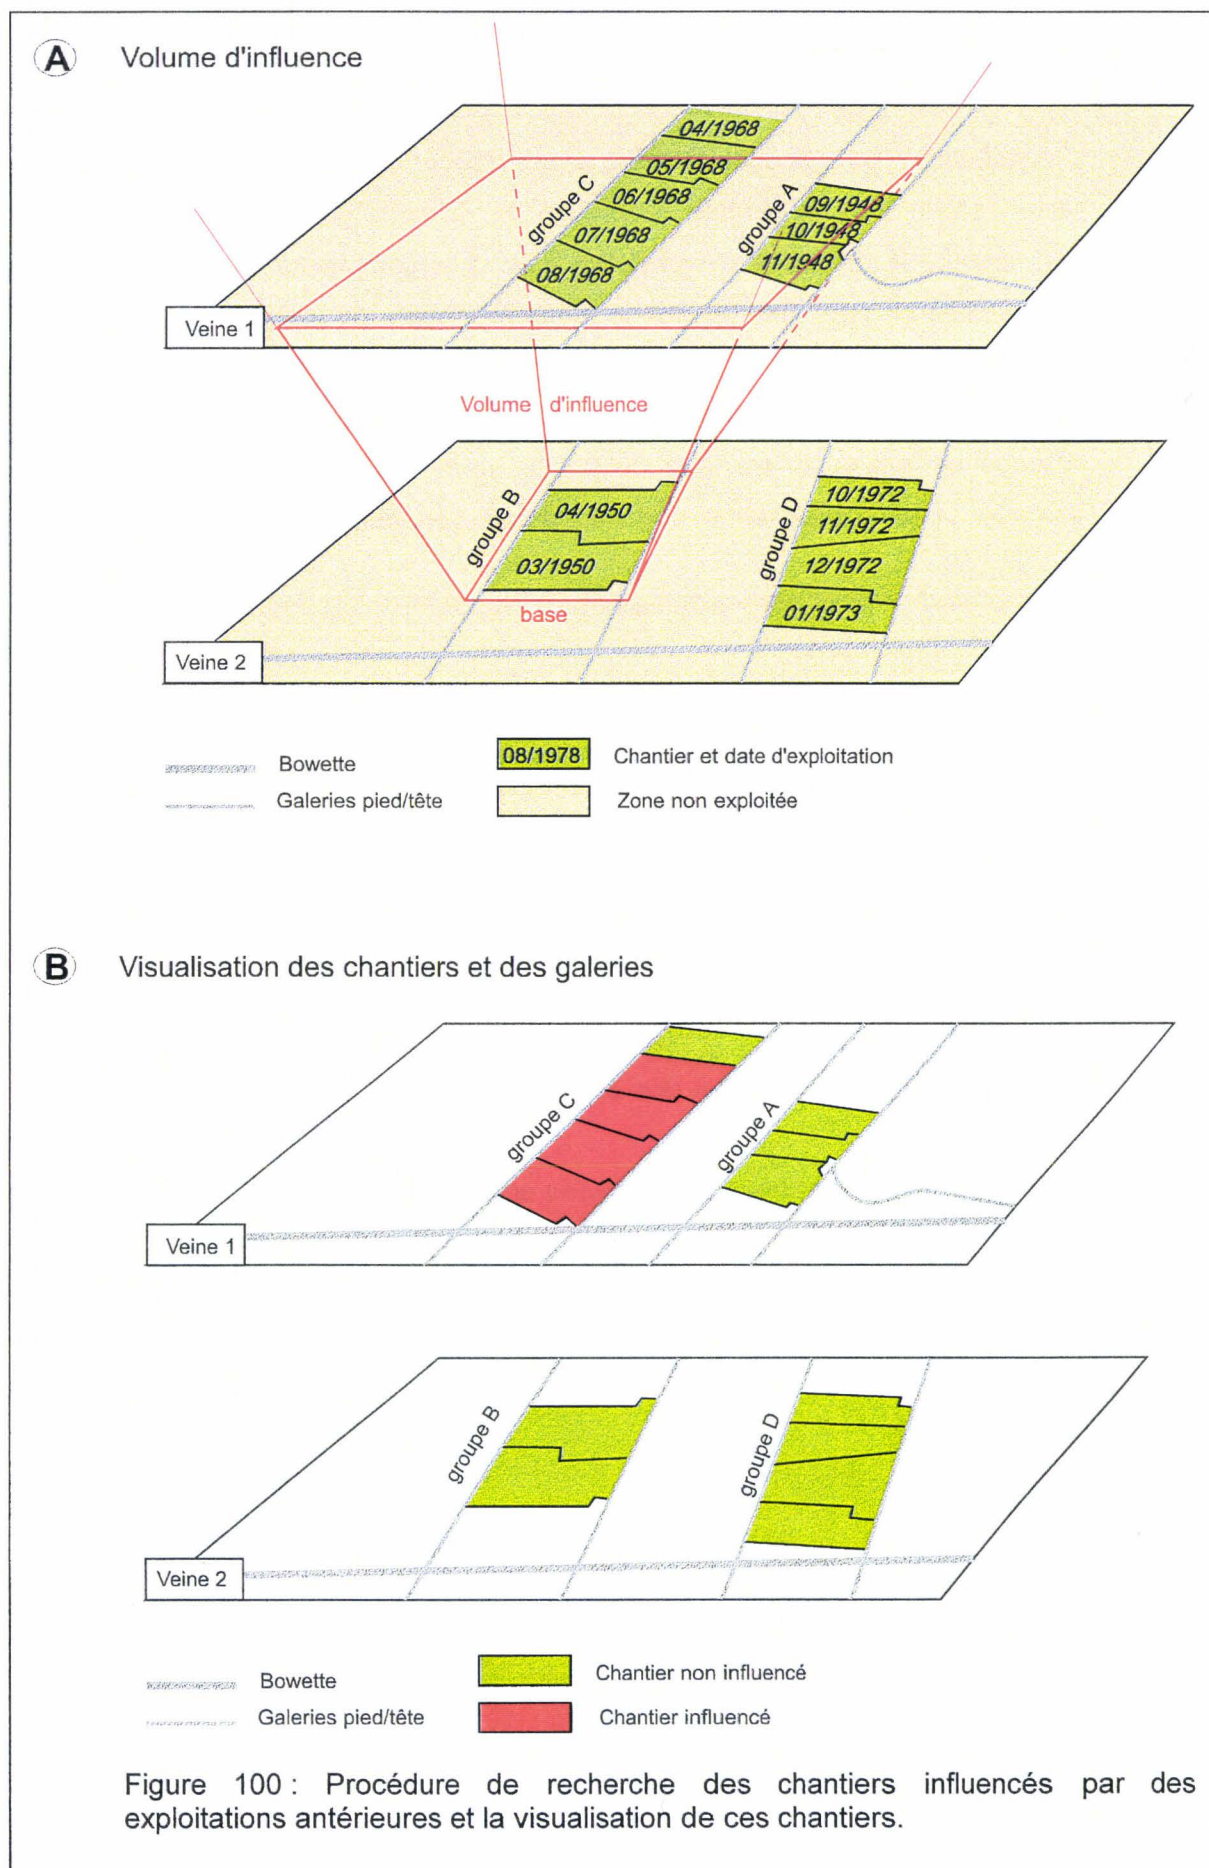 A Volume d'influence
04/1968
05/1968
06/1968
07/1968
08/1968
groupe C
09/1948
10/1948
11/1948
groupe A
Veine 1
Volume d'influence
04/1950
03/1950
groupe B
base
10/1972
11/1972
12/1972
01/1973
groupe D
Veine 2
Bowette
08/1978 Chantier et date d'exploitation
Galeries pied/tête
Zone non exploitée
B Visualisation des chantiers et des galeries
groupe C
groupe A
Veine 1
groupe B
groupe D
Veine 2
Bowette
Chantier non influencé
Galeries pied/tête
Chantier influencé
Figure 100 : Procédure de recherche des chantiers influencés par des
exploitations antérieures et la visualisation de ces chantiers.